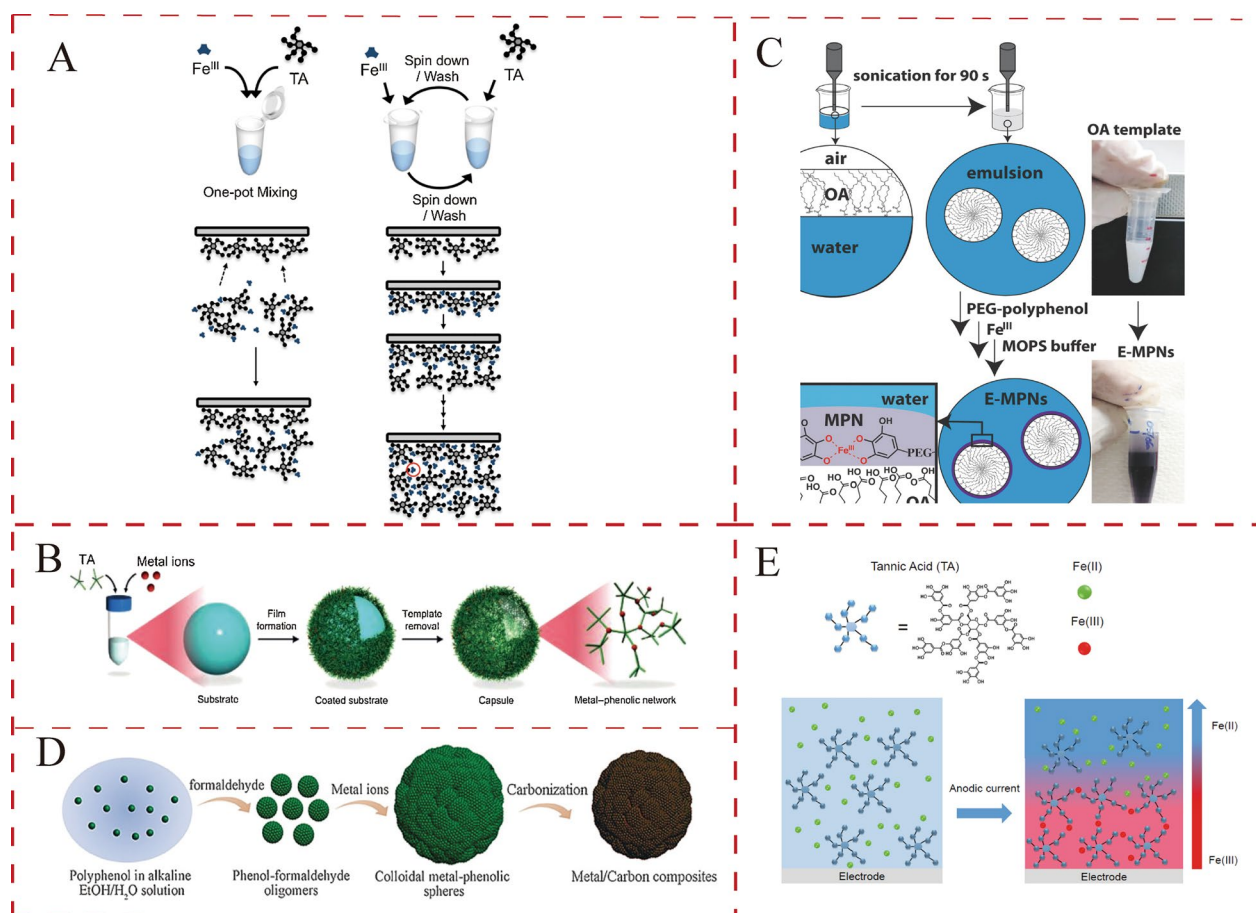 A
Fe^III
TA
One-pot Mixing
Fe^III
Spin down
/ Wash
TA
Spin down
/ Wash
C
sonication for 90 s
OA template
air
OA
water
emulsion
PEG-polyphenol
Fe^III
MOPS buffer
E-MPNs
water
MPN
E-MPNs
OH
O
O
O
O
Fe^III
PEG-
B
TA
Metal ions
Film
formation
Template
removal
Substrate
Coated substrate
Capsule
Metal–phenolic network
D
formaldehyde
Metal ions
Carbonization
Polyphenol in alkaline
EtOH/H₂O solution
Phenol-formaldehyde
oligomers
Colloidal metal-phenolic
spheres
Metal/Carbon composites
E
Tannic Acid (TA)
=
Fe(II)
Fe(III)
Anodic current
Electrode
Electrode
Fe(II)
Fe(III)